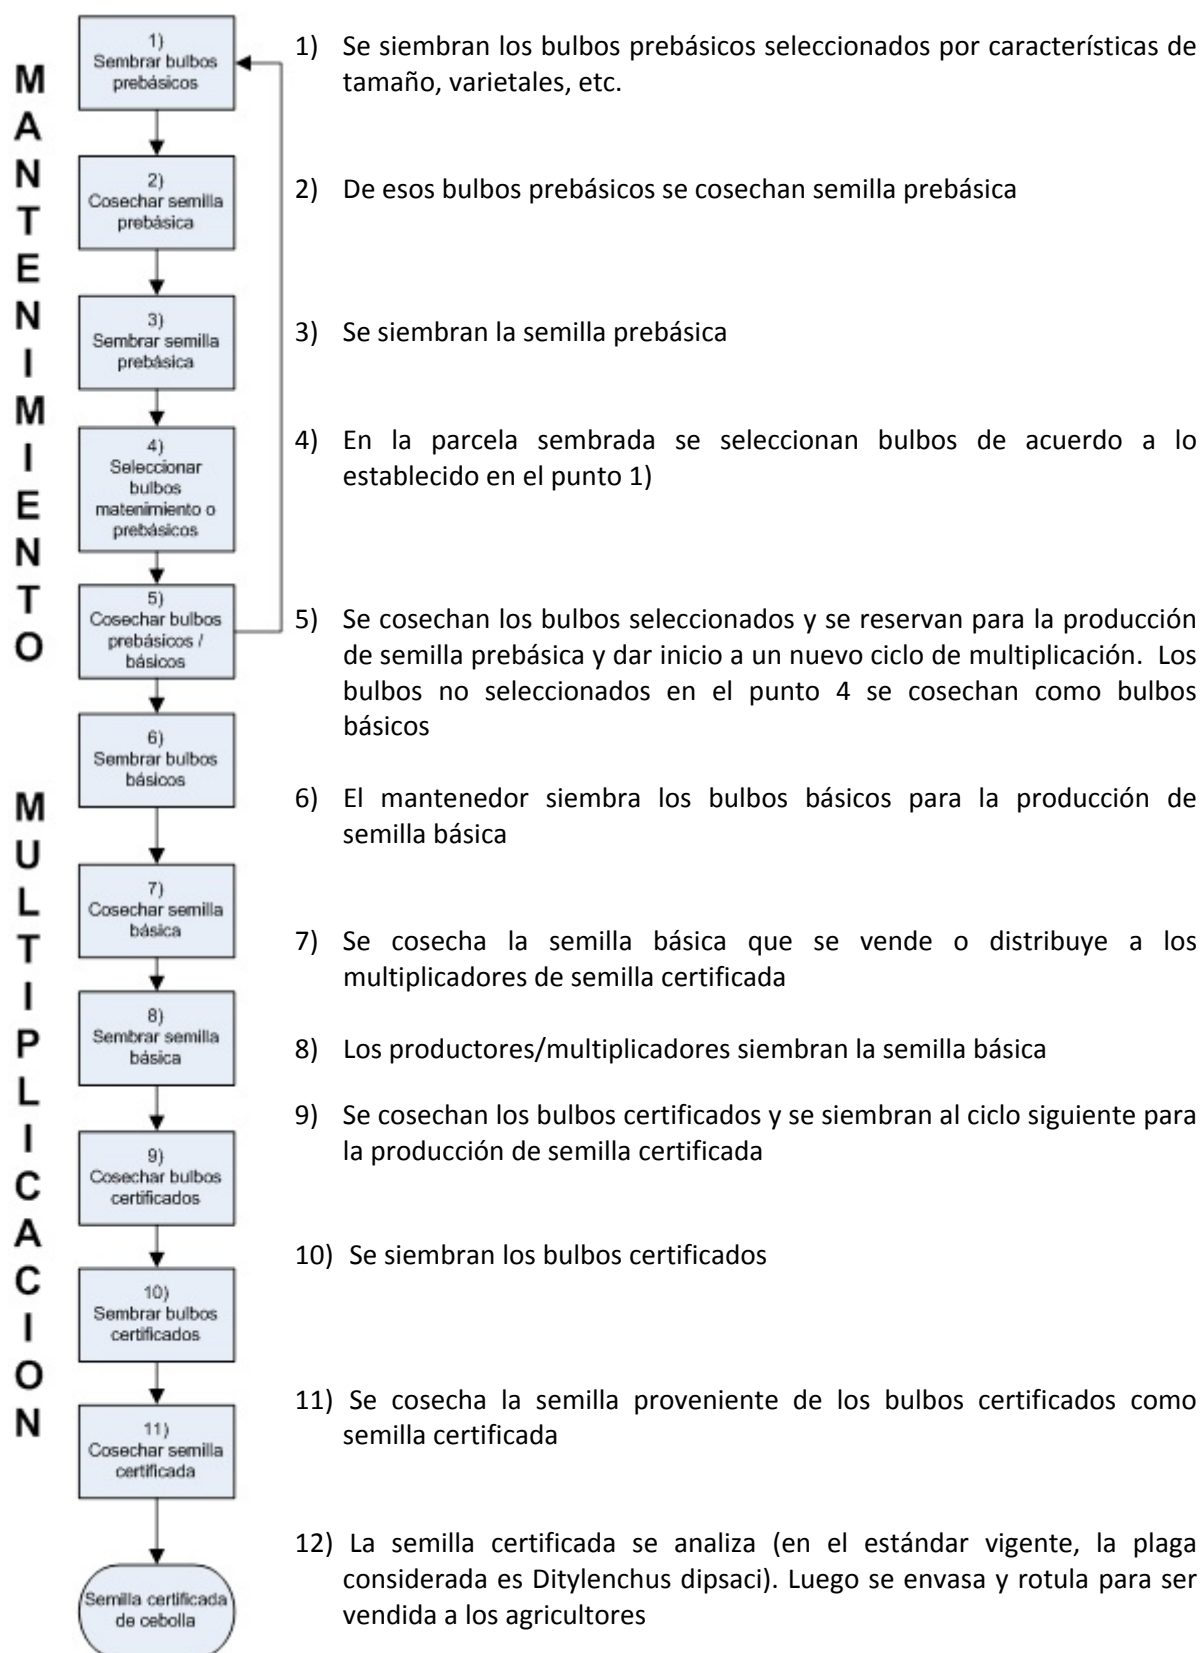 MANTENIMIENTO
MULTIPLICACION
1)
Sembrar bulbos
prebásicos
2)
Cosechar semilla
prebásica
3)
Sembrar semilla
prebásica
4)
Seleccionar
bulbos
matenimiento o
prebásicos
5)
Cosechar bulbos
prebásicos /
básicos
6)
Sembrar bulbos
básicos
7)
Cosechar semilla
básica
8)
Sembrar semilla
básica
9)
Cosechar bulbos
certificados
10)
Sembrar bulbos
certificados
11)
Cosechar semilla
certificada
Semilla certificada
de cebolla
1) Se siembran los bulbos prebásicos seleccionados por características de
tamaño, varietales, etc.
2) De esos bulbos prebásicos se cosechan semilla prebásica
3) Se siembran la semilla prebásica
4) En la parcela sembrada se seleccionan bulbos de acuerdo a lo
establecido en el punto 1)
5) Se cosechan los bulbos seleccionados y se reservan para la producción
de semilla prebásica y dar inicio a un nuevo ciclo de multiplicación. Los
bulbos no seleccionados en el punto 4 se cosechan como bulbos
básicos
6) El mantenedor siembra los bulbos básicos para la producción de
semilla básica
7) Se cosecha la semilla básica que se vende o distribuye a los
multiplicadores de semilla certificada
8) Los productores/multiplicadores siembran la semilla básica
9) Se cosechan los bulbos certificados y se siembran al ciclo siguiente para
la producción de semilla certificada
10) Se siembran los bulbos certificados
11) Se cosecha la semilla proveniente de los bulbos certificados como
semilla certificada
12) La semilla certificada se analiza (en el estándar vigente, la plaga
considerada es Ditylenchus dipsaci). Luego se envasa y rotula para ser
vendida a los agricultores